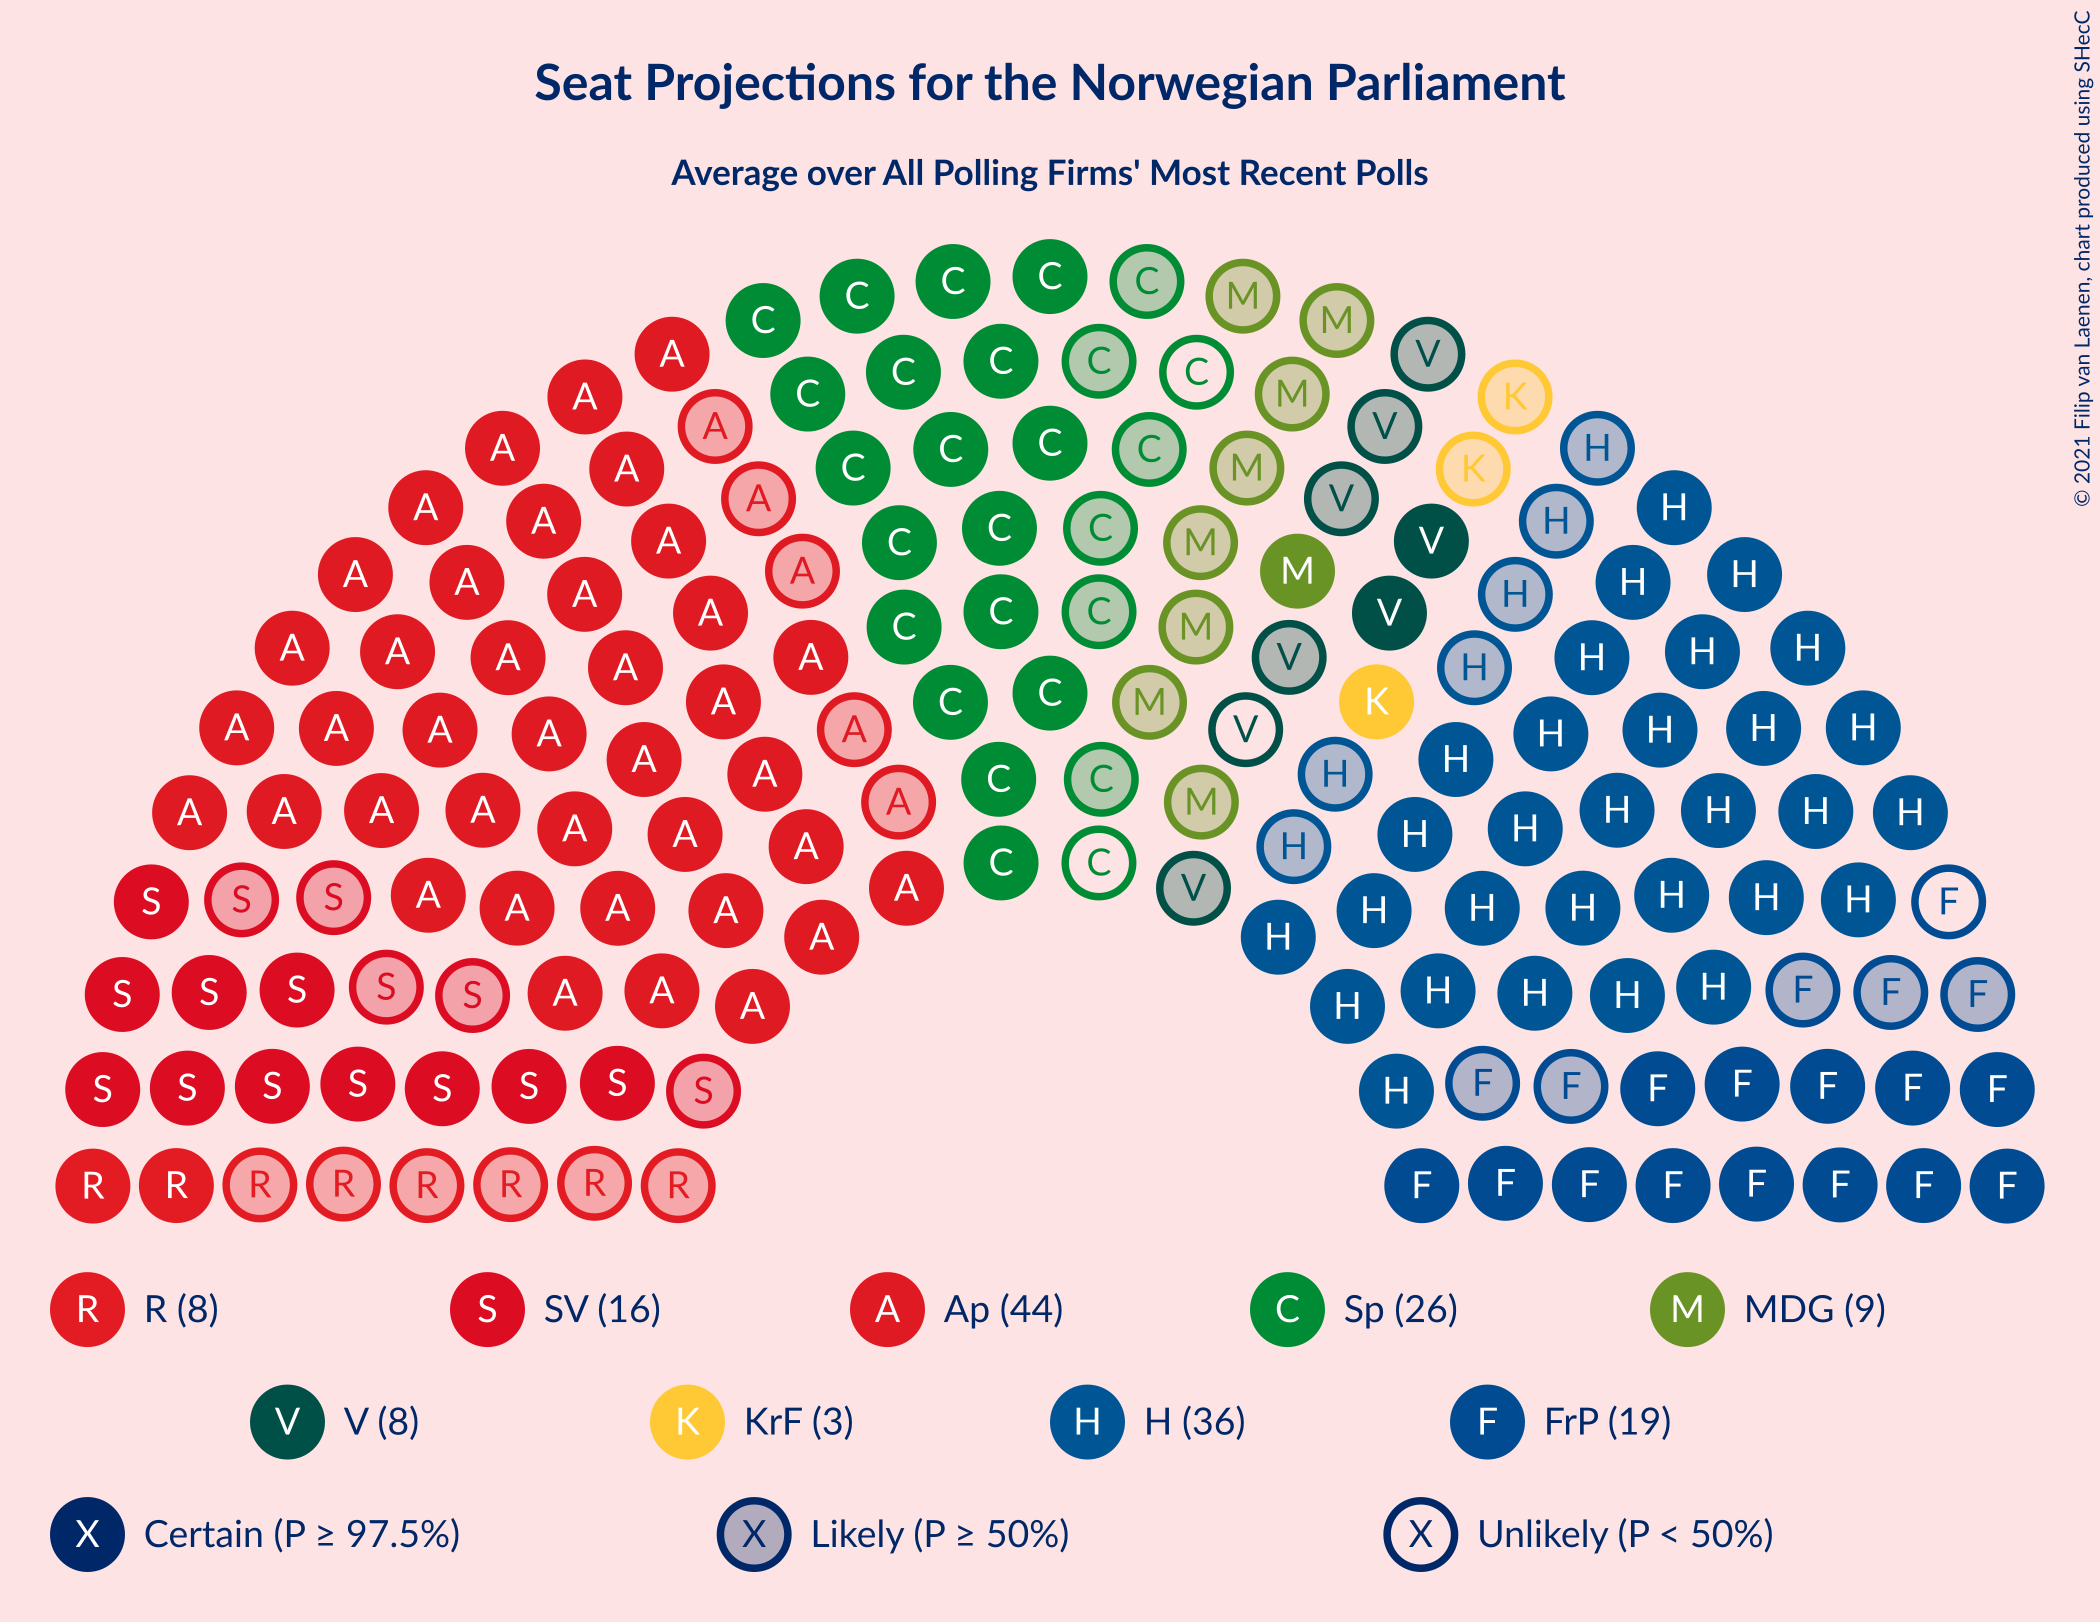 © 2021 Filip van Laenen, chart produced using SHecC
Seat Projections for the Norwegian Parliament
Average over All Polling Firms' Most Recent Polls
C C C C C M M
A C C C C V
A C M K
A A C C C V H
A C M K
A A A C C V H H
A C M V
A A A A M H H H
A C C C M V
A A A A A V H H H H
A C C M K
A A A A A V H H H H
A A C C H H
A A A A A A A A M H H H H H H H
C C
S S S A A A A A V H H H H H H F
A H
S S S S S A A A H H H H H F F F
S S S S S S S S H F F F F F F F
R R R R R R R R F F F F F F F F
R R (8) S SV (16) A Ap (44) C Sp (26) M MDG (9)
V V (8) K KrF (3) H H (36) F FrP (19)
X Certain (P ≥ 97.5%) X Likely (P ≥ 50%) X Unlikely (P < 50%)